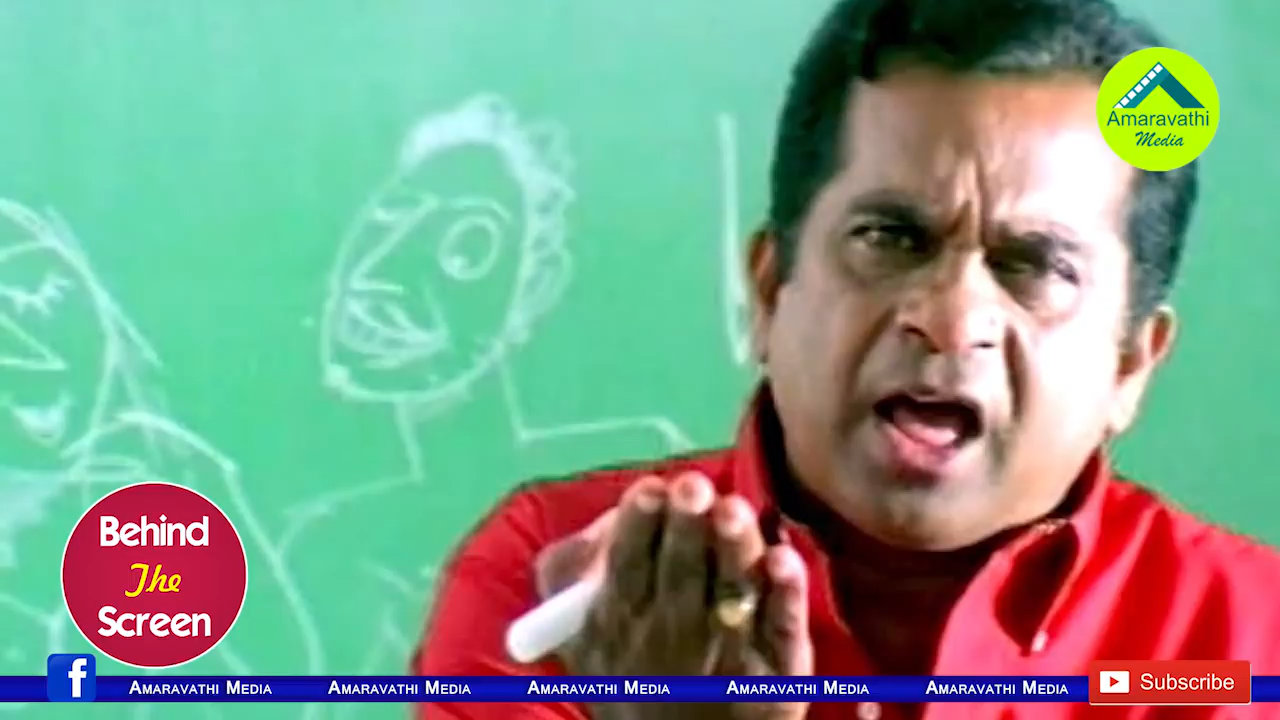 Amaravathi
Media
Behind
The
Screen
f
AMARAVATHI MEDIA AMARAVATHI MEDIA AMARAVATHI MEDIA AMARAVATHI MEDIA AMARAVATHI MEDIA
Subscribe